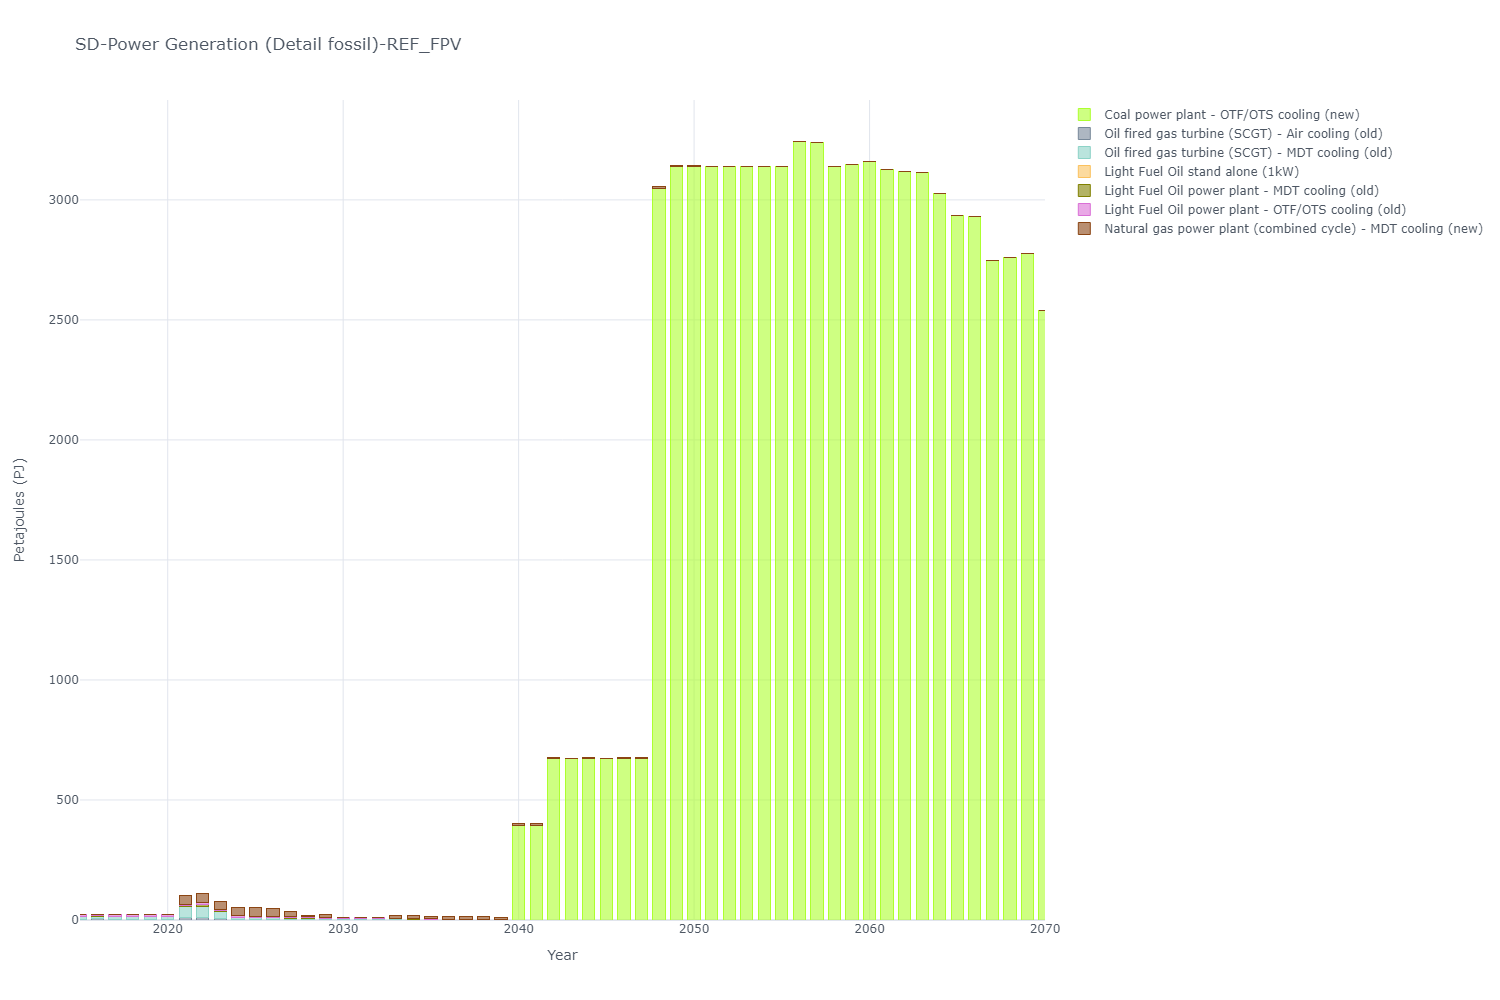 SD-Power Generation (Detail fossil)-REF_FPV
Coal power plant - OTF/OTS cooling (new)
Oil fired gas turbine (SCGT) - Air cooling (old)
Oil fired gas turbine (SCGT) - MDT cooling (old)
Light Fuel Oil stand alone (1kW)
Light Fuel Oil power plant - MDT cooling (old)
Light Fuel Oil power plant - OTF/OTS cooling (old)
Natural gas power plant (combined cycle) - MDT cooling (new)
3000
2500
2000
1500
1000
500
0
Petajoules (PJ)
2020
2030
2040
2050
2060
2070
Year